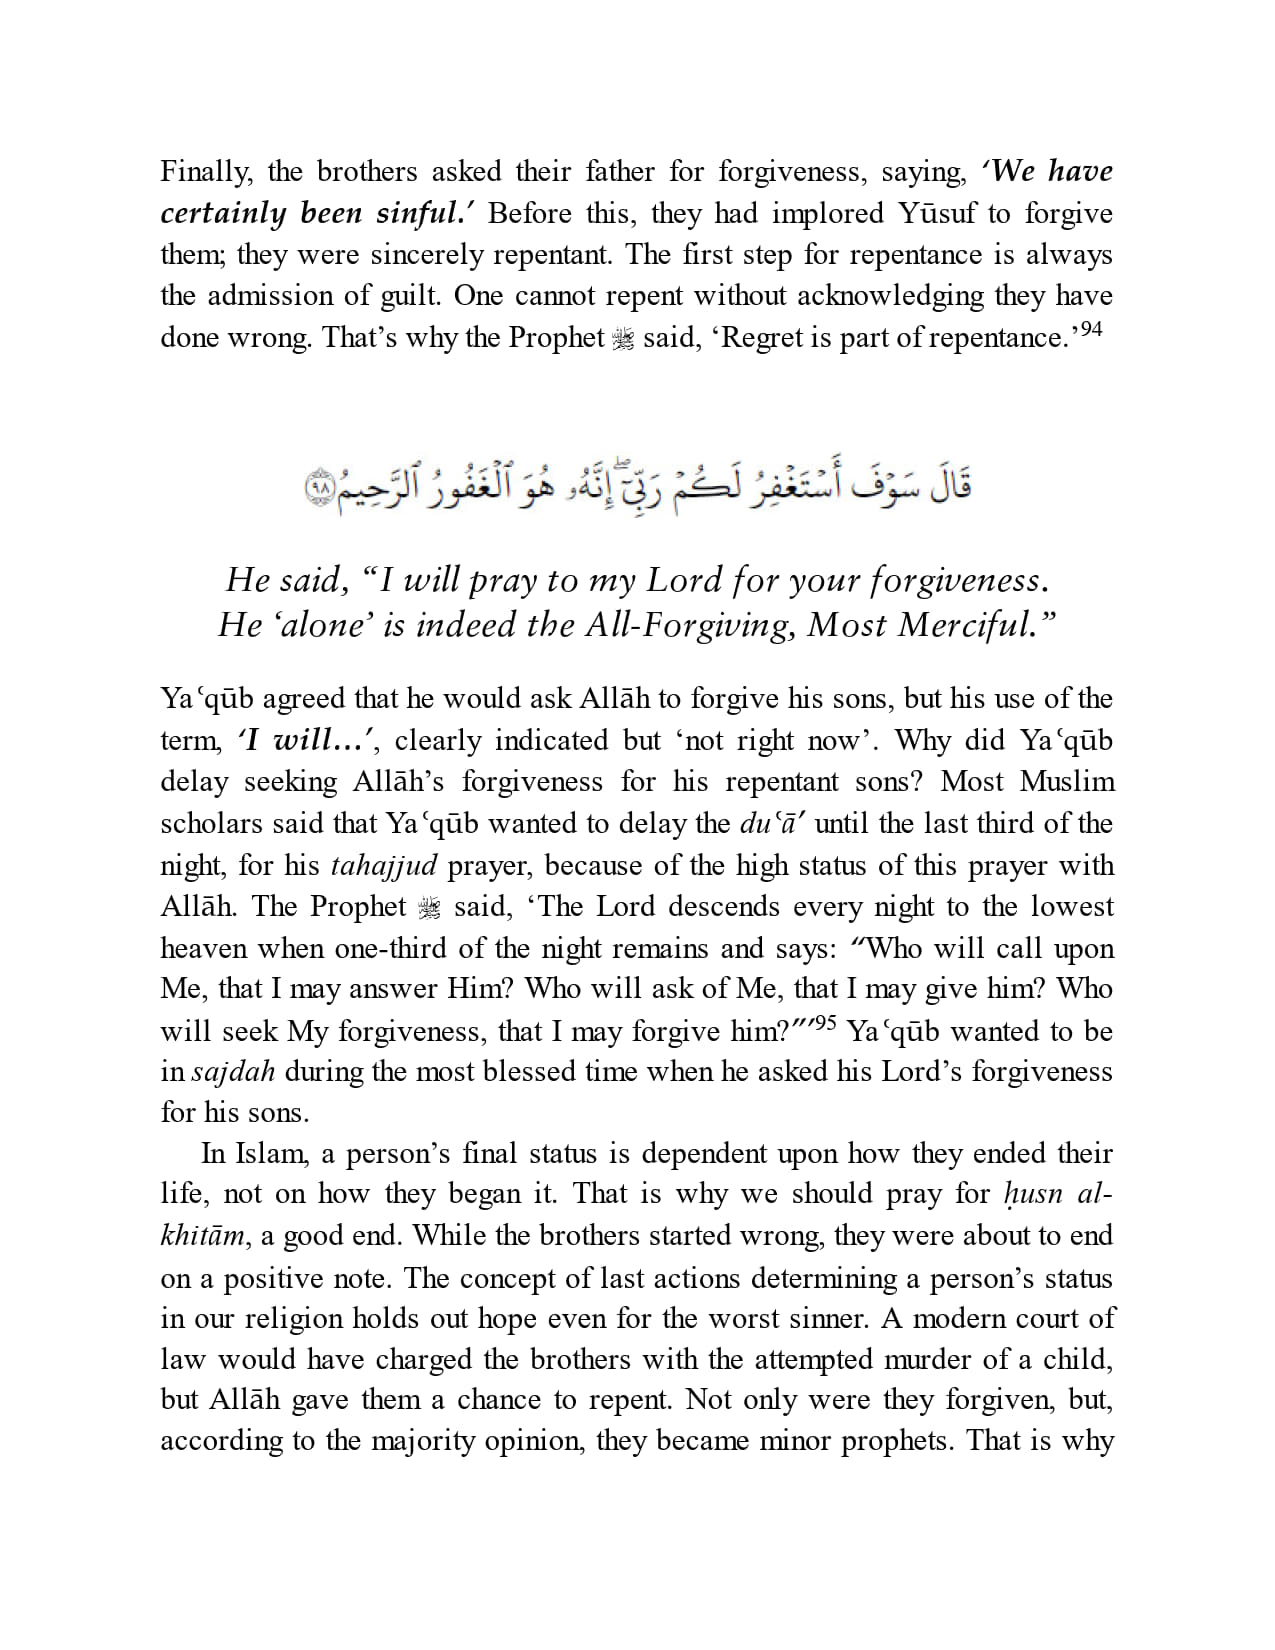 Finally, the brothers asked their father for forgiveness, saying, ‘We have
certainly been sinful.’ Before this, they had implored Yūsuf to forgive
them; they were sincerely repentant. The first step for repentance is always
the admission of guilt. One cannot repent without acknowledging they have
done wrong. That’s why the Prophet ﷺ said, ‘Regret is part of repentance.’94
قَالَ سَوْفَ أَسْتَغْفِرُ لَكُمْ رَبِّىٓ ۖ إِنَّهُۥ هُوَ ٱلْغَفُورُ ٱلرَّحِيمُ ٩٨
He said, “I will pray to my Lord for your forgiveness.
He ‘alone’ is indeed the All-Forgiving, Most Merciful.”
Yaʿqūb agreed that he would ask Allāh to forgive his sons, but his use of the
term, ‘I will…’, clearly indicated but ‘not right now’. Why did Yaʿqūb
delay seeking Allāh’s forgiveness for his repentant sons? Most Muslim
scholars said that Yaʿqūb wanted to delay the duʿā’ until the last third of the
night, for his tahajjud prayer, because of the high status of this prayer with
Allāh. The Prophet ﷺ said, ‘The Lord descends every night to the lowest
heaven when one-third of the night remains and says: “Who will call upon
Me, that I may answer Him? Who will ask of Me, that I may give him? Who
will seek My forgiveness, that I may forgive him?”’95 Yaʿqūb wanted to be
in sajdah during the most blessed time when he asked his Lord’s forgiveness
for his sons.
In Islam, a person’s final status is dependent upon how they ended their
life, not on how they began it. That is why we should pray for ḥusn al-
khitām, a good end. While the brothers started wrong, they were about to end
on a positive note. The concept of last actions determining a person’s status
in our religion holds out hope even for the worst sinner. A modern court of
law would have charged the brothers with the attempted murder of a child,
but Allāh gave them a chance to repent. Not only were they forgiven, but,
according to the majority opinion, they became minor prophets. That is why